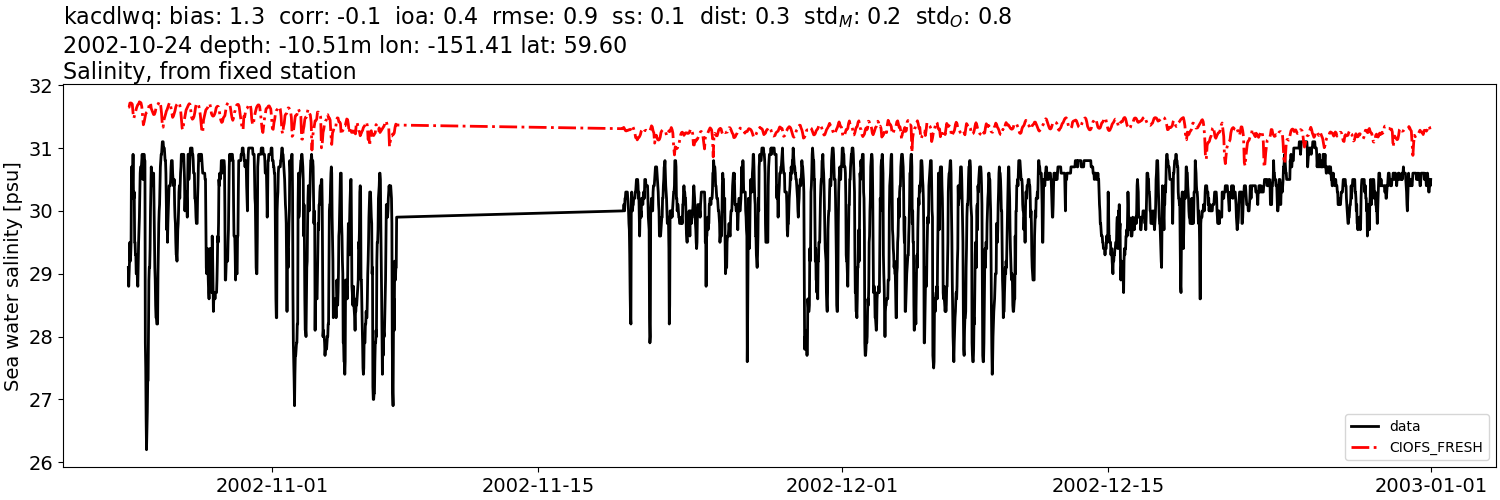 kacdlwq: bias: 1.3  corr: -0.1  ioa: 0.4  rmse: 0.9  ss: 0.1  dist: 0.3  std_M: 0.2  std_O: 0.8
2002-10-24 depth: -10.51m lon: -151.41 lat: 59.60
Salinity, from fixed station
Sea water salinity [psu]
32
31
30
29
28
27
26
data
CIOFS_FRESH
2002-11-01
2002-11-15
2002-12-01
2002-12-15
2003-01-01